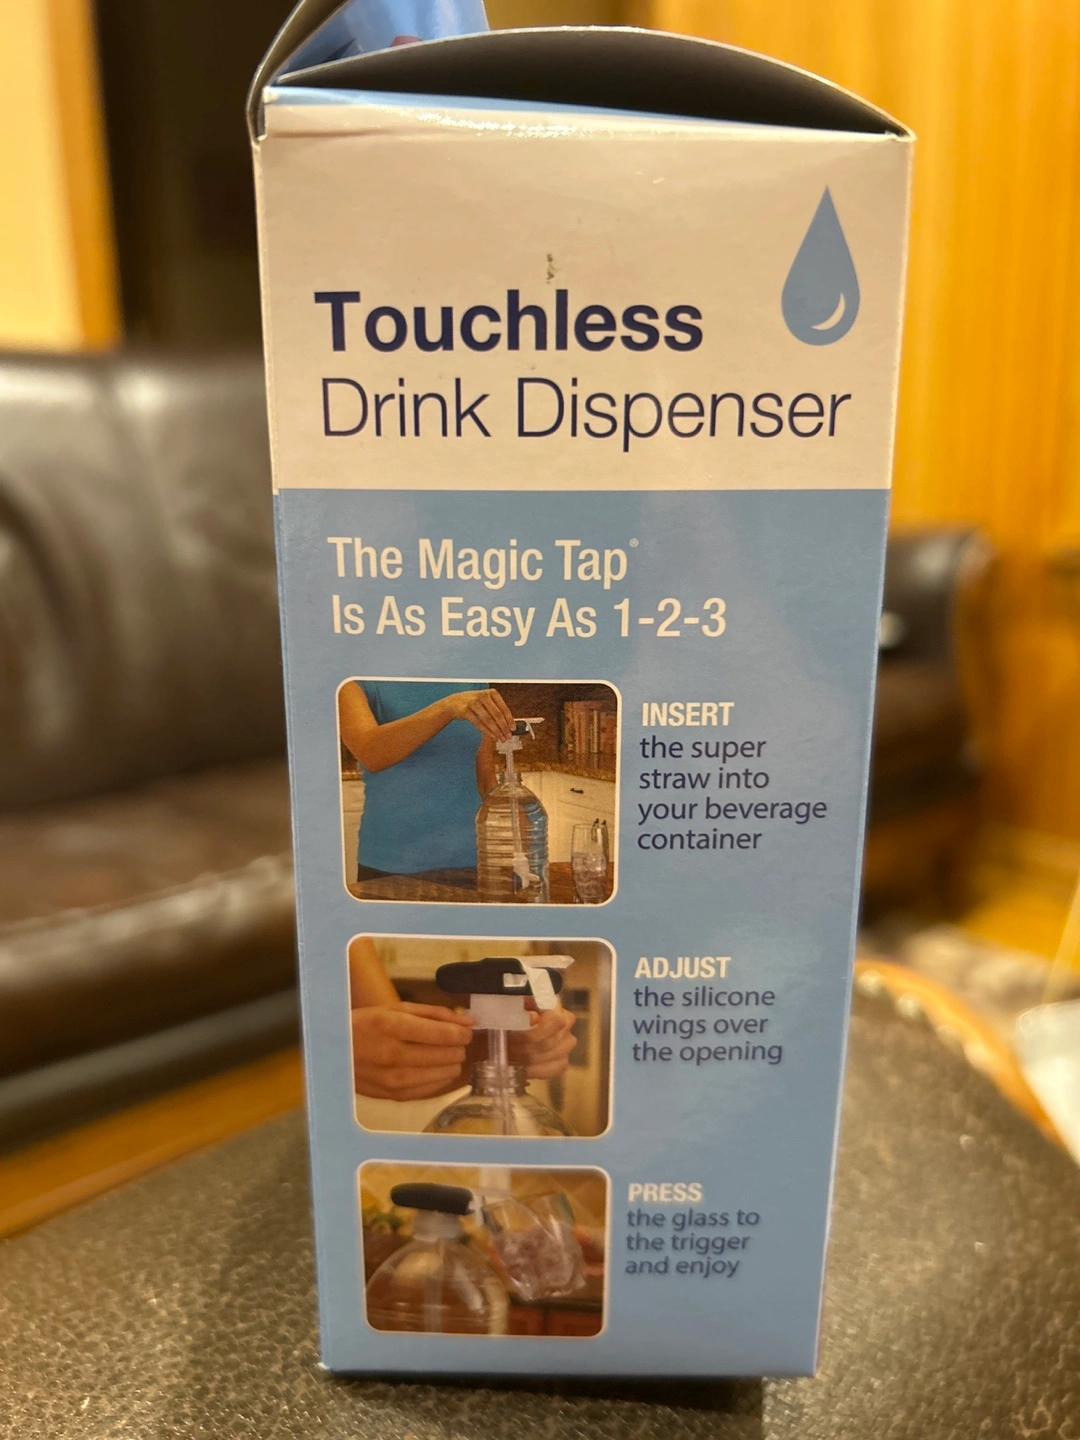 Touchless
Drink Dispenser
The Magic Tap®
Is As Easy As 1-2-3
INSERT
the super
straw into
your beverage
container
ADJUST
the silicone
wings over
the opening
PRESS
the glass to
the trigger
and enjoy